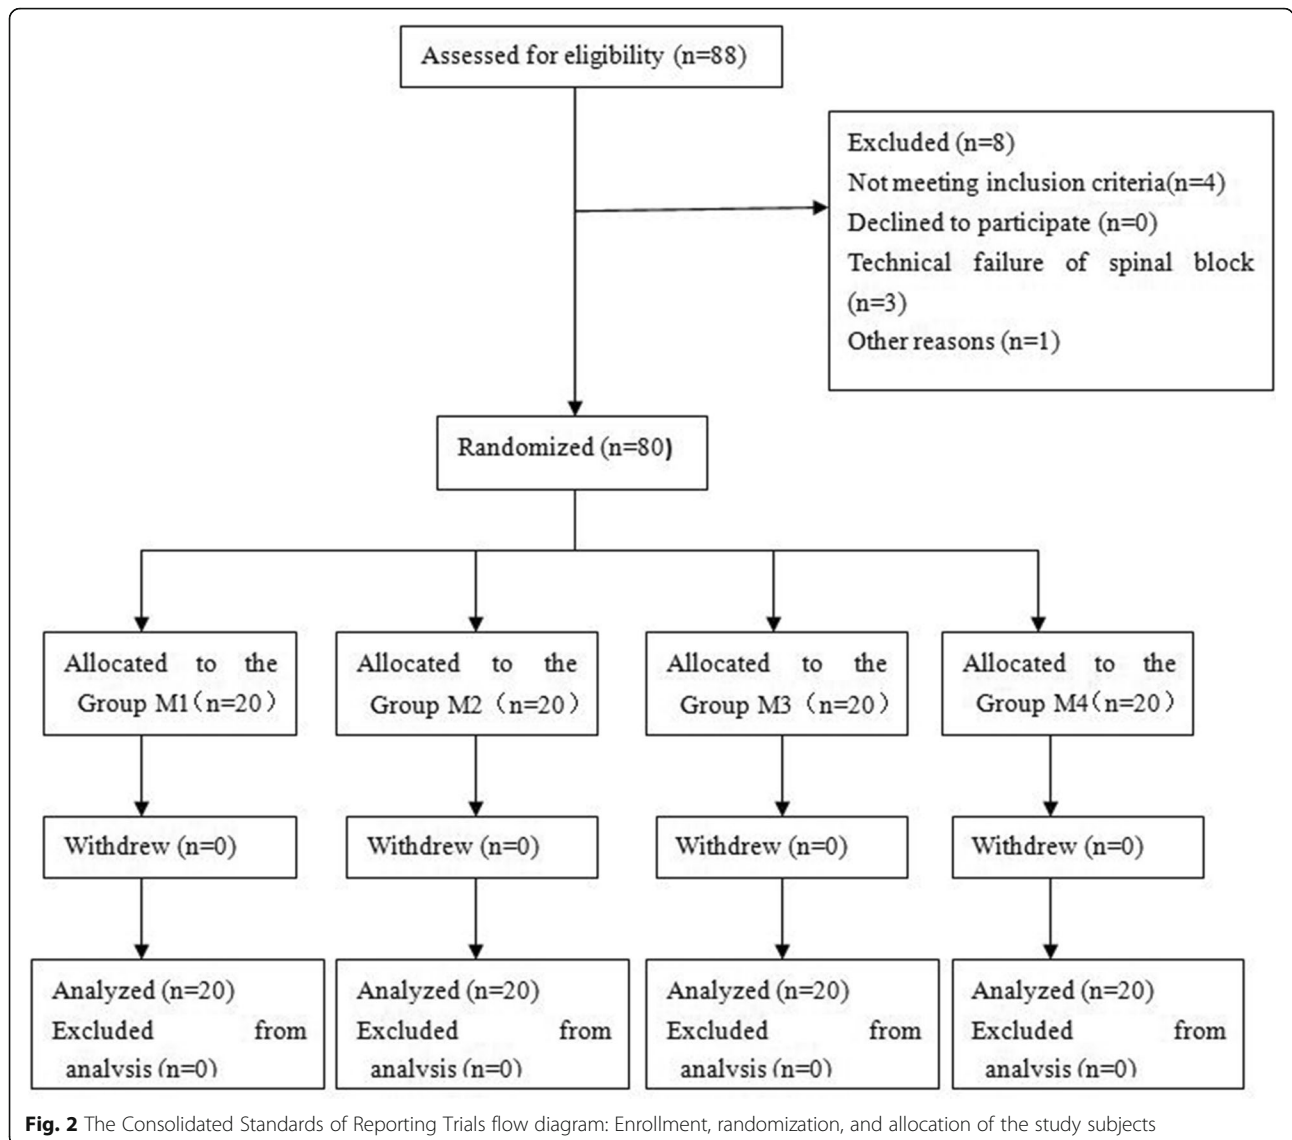 Assessed for eligibility (n=88)
Excluded (n=8)
Not meeting inclusion criteria(n=4)
Declined to participate (n=0)
Technical failure of spinal block
(n=3)
Other reasons (n=1)
Randomized (n=80)
Allocated to the
Group M1（n=20）
Allocated to the
Group M2（n=20）
Allocated to the
Group M3（n=20）
Allocated to the
Group M4（n=20）
Withdrew (n=0)
Withdrew (n=0)
Withdrew (n=0)
Withdrew (n=0)
Analyzed (n=20)
Excluded from
analysis (n=0)
Analyzed (n=20)
Excluded from
analysis (n=0)
Analyzed (n=20)
Excluded from
analysis (n=0)
Analyzed (n=20)
Excluded from
analysis (n=0)
Fig. 2 The Consolidated Standards of Reporting Trials flow diagram: Enrollment, randomization, and allocation of the study subjects